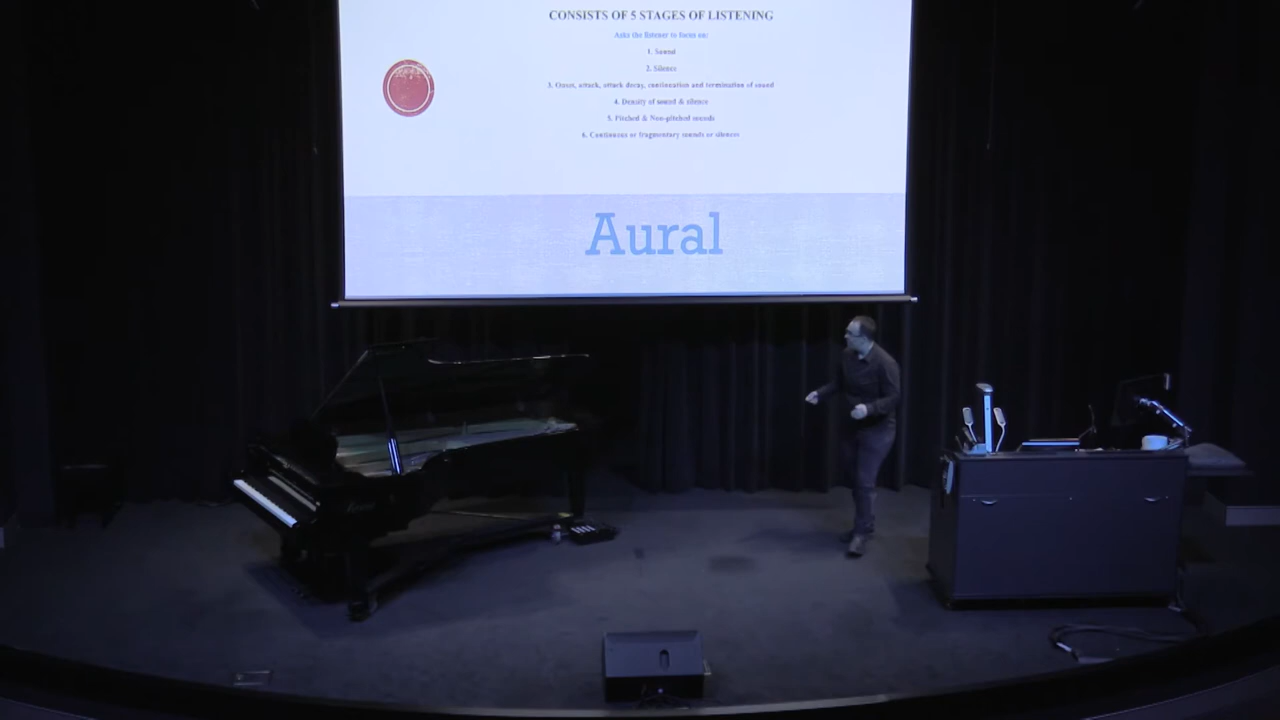 CONSISTS OF 5 STAGES OF LISTENING
Asks the listener to focus on:
1. Sound
2. Silence
3. Onset, attack, attack decay, continuation and termination of sound
4. Density of sound & silence
5. Pitched & Non-pitched sounds
6. Continuous or fragmentary sounds or silences
Aural